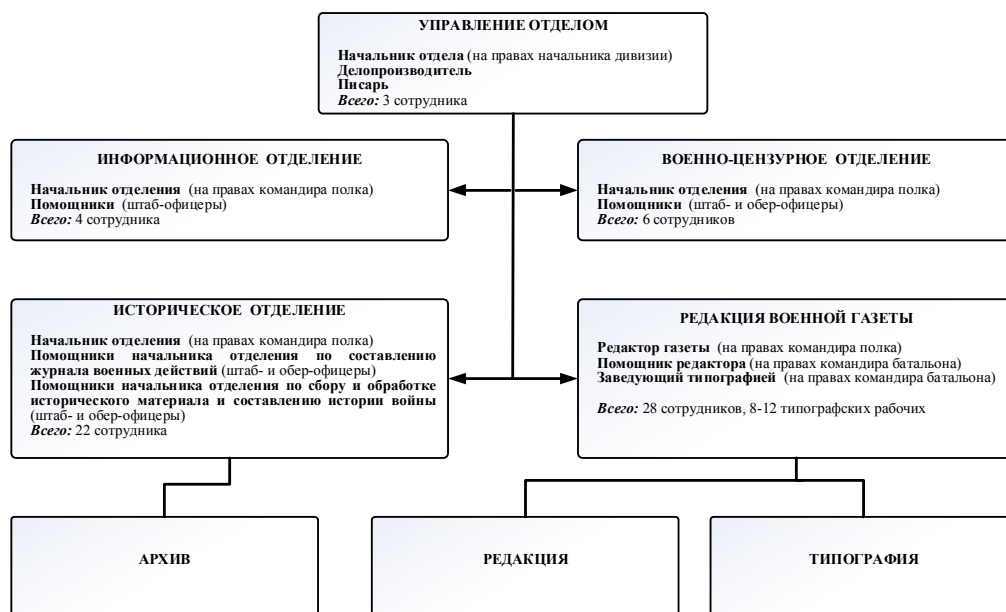 УПРАВЛЕНИЕ ОТДЕЛОМ
Начальник отдела (на правах начальника дивизии)
Делопроизводитель
Писарь
Всего: 3 сотрудника
ИНФОРМАЦИОННОЕ ОТДЕЛЕНИЕ
Начальник отделения (на правах командира полка)
Помощники (штаб-офицеры)
Всего: 4 сотрудника
ВОЕННО-ЦЕНЗУРНОЕ ОТДЕЛЕНИЕ
Начальник отделения (на правах командира полка)
Помощники (штаб- и обер-офицеры)
Всего: 6 сотрудников
ИСТОРИЧЕСКОЕ ОТДЕЛЕНИЕ
Начальник отделения (на правах командира полка)
Помощники начальника отделения по составлению
журнала военных действий (штаб- и обер-офицеры)
Помощники начальника отделения по сбору и обработке
исторического материала и составлению истории войны
(штаб- и обер-офицеры)
Всего: 22 сотрудника
РЕДАКЦИЯ ВОЕННОЙ ГАЗЕТЫ
Редактор газеты (на правах командира полка)
Помощник редактора (на правах командира батальона)
Заведующий типографией (на правах командира батальона)
Всего: 28 сотрудников, 8-12 типографских рабочих
АРХИВ
РЕДАКЦИЯ
ТИПОГРАФИЯ